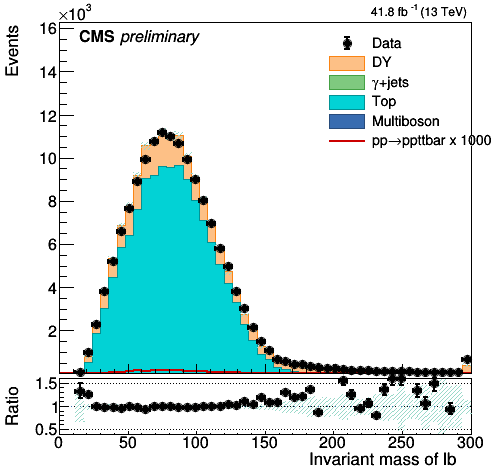 ×10³
41.8 fb⁻¹ (13 TeV)
CMS preliminary
Events
16
14
12
10
8
6
4
2
Data
DY
γ+jets
Top
Multiboson
pp→ppttbar x 1000
Ratio
1.5
1
0.5
0 50 100 150 200 250 300
Invariant mass of lb